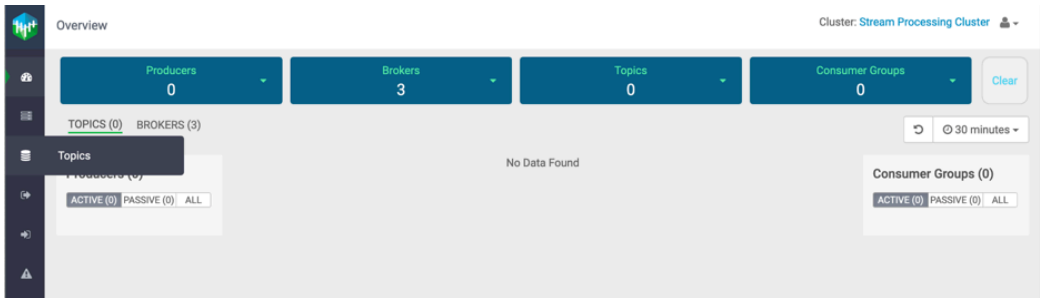 Overview
Cluster: Stream Processing Cluster
Producers
0
Brokers
3
Topics
0
Consumer Groups
0
Clear
TOPICS (0) BROKERS (3)
30 minutes
Topics
Producers (0)
ACTIVE (0) PASSIVE (0) ALL
No Data Found
Consumer Groups (0)
ACTIVE (0) PASSIVE (0) ALL